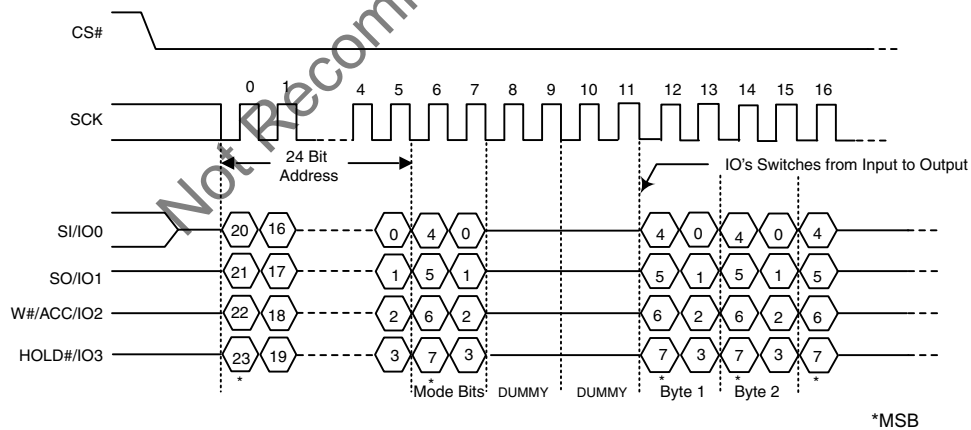 CS#
Not Recomm
0 1 4 5 6 7 8 9 10 11 12 13 14 15 16
SCK
24 Bit
Address
IO's Switches from Input to Output
SI/IO0 20 16 0 4 0 4 0 4 0 4
SO/IO1 21 17 1 5 1 5 1 5 1 5
W#/ACC/IO2 22 18 2 6 2 6 2 6 2 6
HOLD#/IO3 23 19 3 7 3 7 3 7 3 7
* * * * *
Mode Bits DUMMY DUMMY Byte 1 Byte 2
*MSB